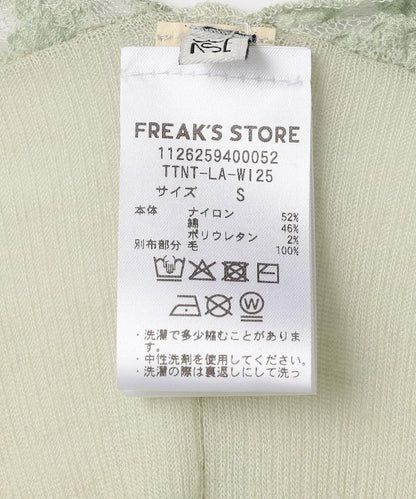 FREAK'S STORE
1126259400052
TTNT-LA-WI25
サイズ S
本体 ナイロン 52%
綿 46%
ポリウレタン 2%
別布部分 毛 100%
・洗濯で多少縮むことがありま
す。
・中性洗剤を使用してください。
・洗濯の際は裏返しにして洗っ